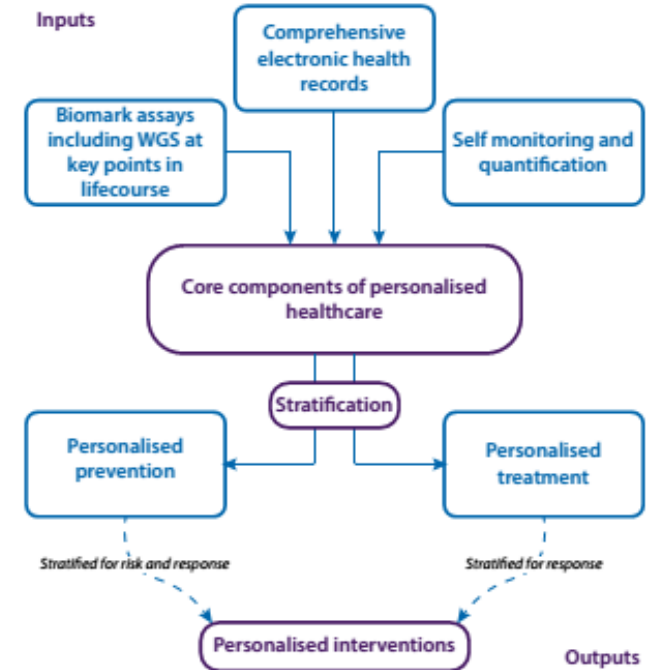 Inputs
Comprehensive
electronic health
records
Biomark assays
including WGS at
key points in
lifecourse
Self monitoring and
quantification
Core components of personalised
healthcare
Stratification
Personalised
prevention
Personalised
treatment
Stratified for risk and response
Stratified for response
Personalised interventions
Outputs